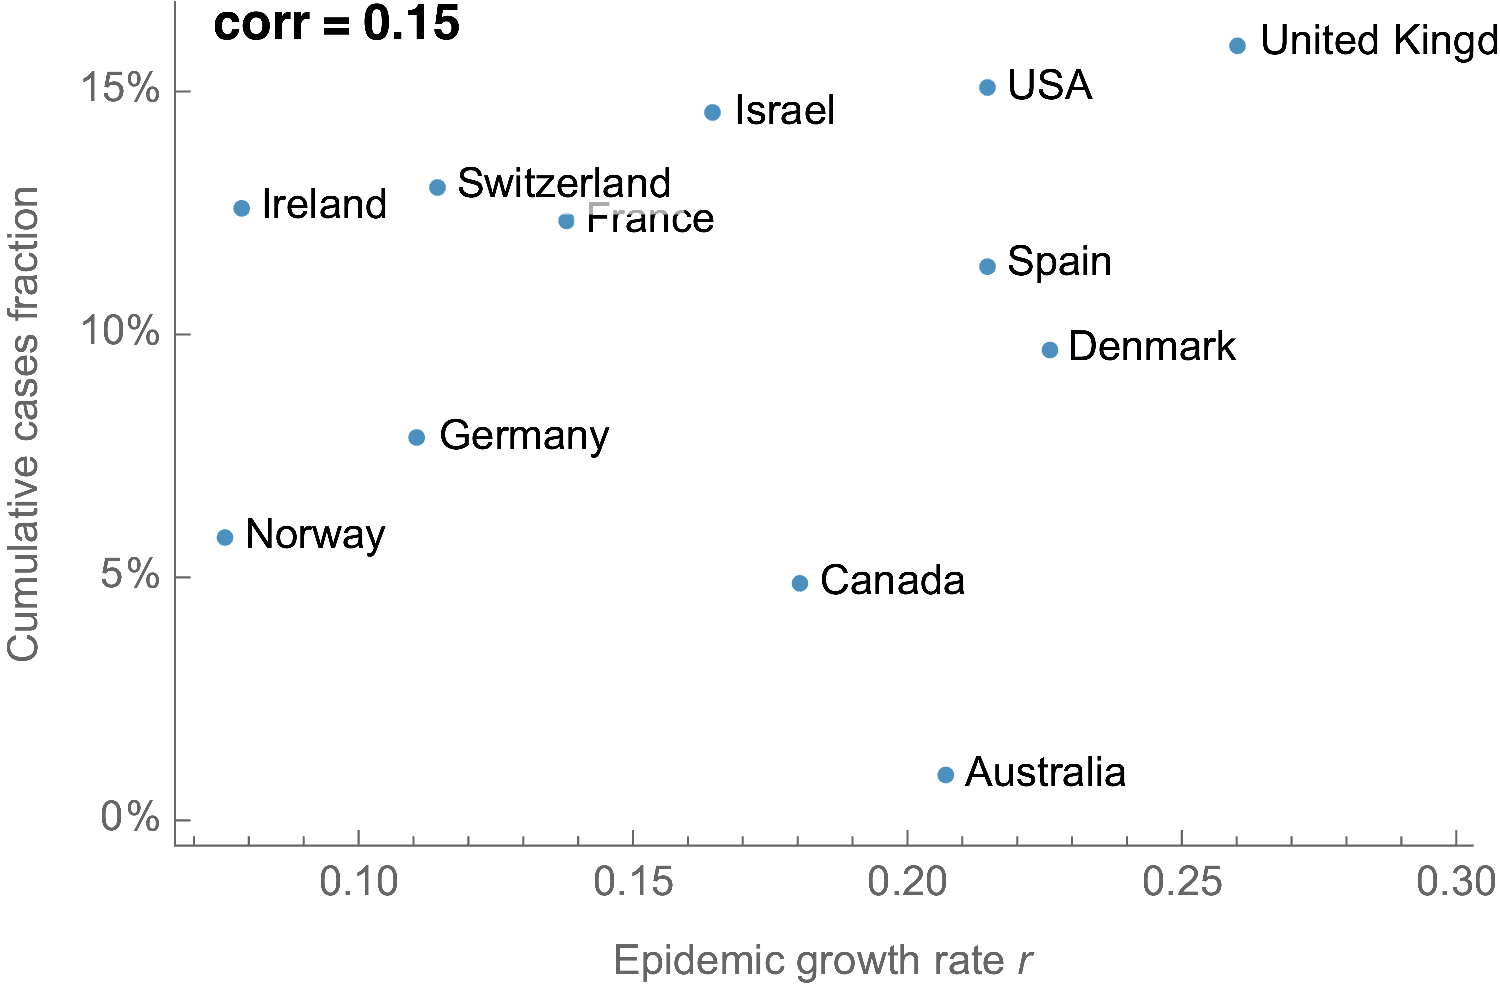 corr = 0.15
United Kingd
15%
USA
Israel
Switzerland
Ireland
France
Spain
10%
Denmark
Germany
Norway
5%
Canada
Australia
0%
Cumulative cases fraction
0.10 0.15 0.20 0.25 0.30
Epidemic growth rate r